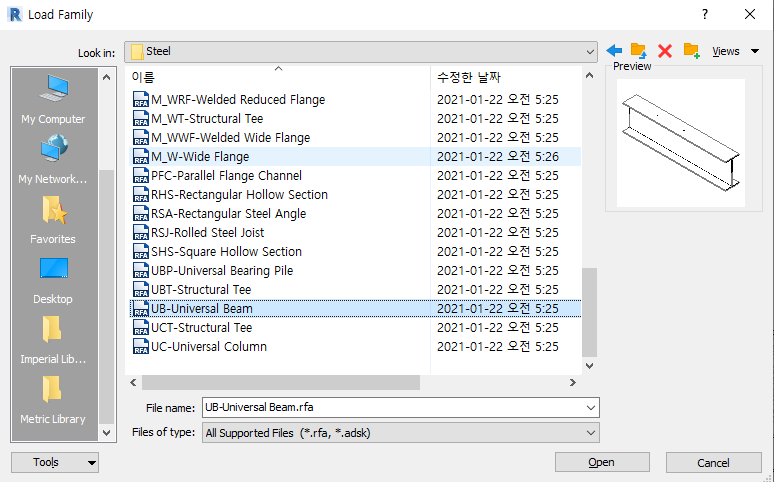 Load Family
Look in: Steel
Views
My Computer
My Network...
Favorites
Desktop
Imperial Lib...
Metric Library
이름 수정한 날짜
M_WRF-Welded Reduced Flange 2021-01-22 오전 5:25
M_WT-Structural Tee 2021-01-22 오전 5:25
M_WWF-Welded Wide Flange 2021-01-22 오전 5:25
M_W-Wide Flange 2021-01-22 오전 5:26
PFC-Parallel Flange Channel 2021-01-22 오전 5:25
RHS-Rectangular Hollow Section 2021-01-22 오전 5:25
RSA-Rectangular Steel Angle 2021-01-22 오전 5:25
RSJ-Rolled Steel Joist 2021-01-22 오전 5:25
SHS-Square Hollow Section 2021-01-22 오전 5:25
UBP-Universal Bearing Pile 2021-01-22 오전 5:25
UBT-Structural Tee 2021-01-22 오전 5:25
UB-Universal Beam 2021-01-22 오전 5:25
UCT-Structural Tee 2021-01-22 오전 5:25
UC-Universal Column 2021-01-22 오전 5:25
Preview
File name: UB-Universal Beam.rfa
Files of type: All Supported Files (*.rfa, *.adsk)
Tools
Open
Cancel